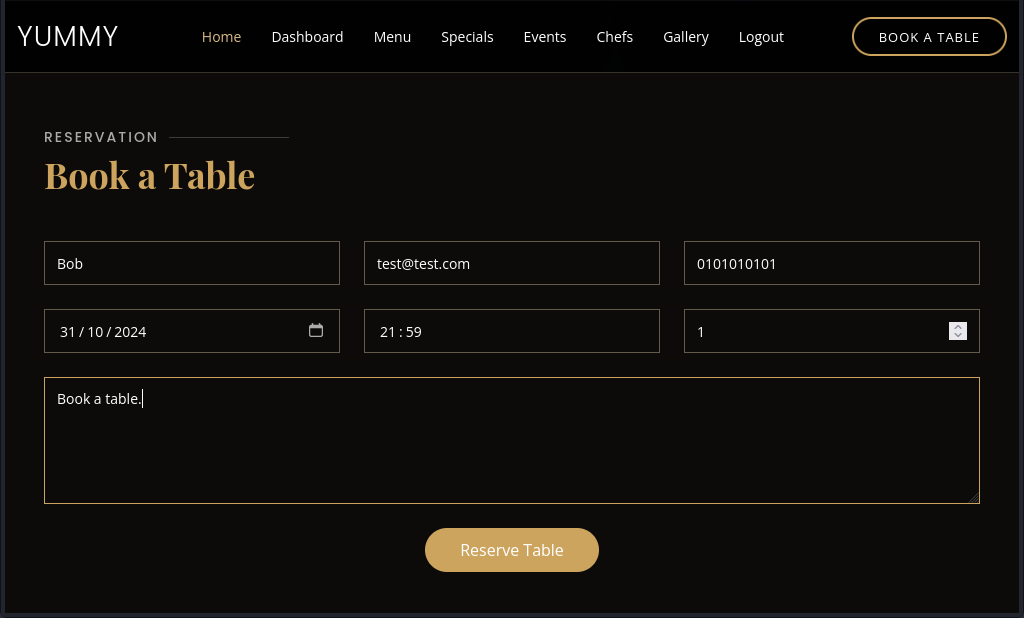 YUMMY Home Dashboard Menu Specials Events Chefs Gallery Logout BOOK A TABLE
RESERVATION
Book a Table
Bob test@test.com 0101010101
31 / 10 / 2024 21 : 59 1
Book a table.
Reserve Table